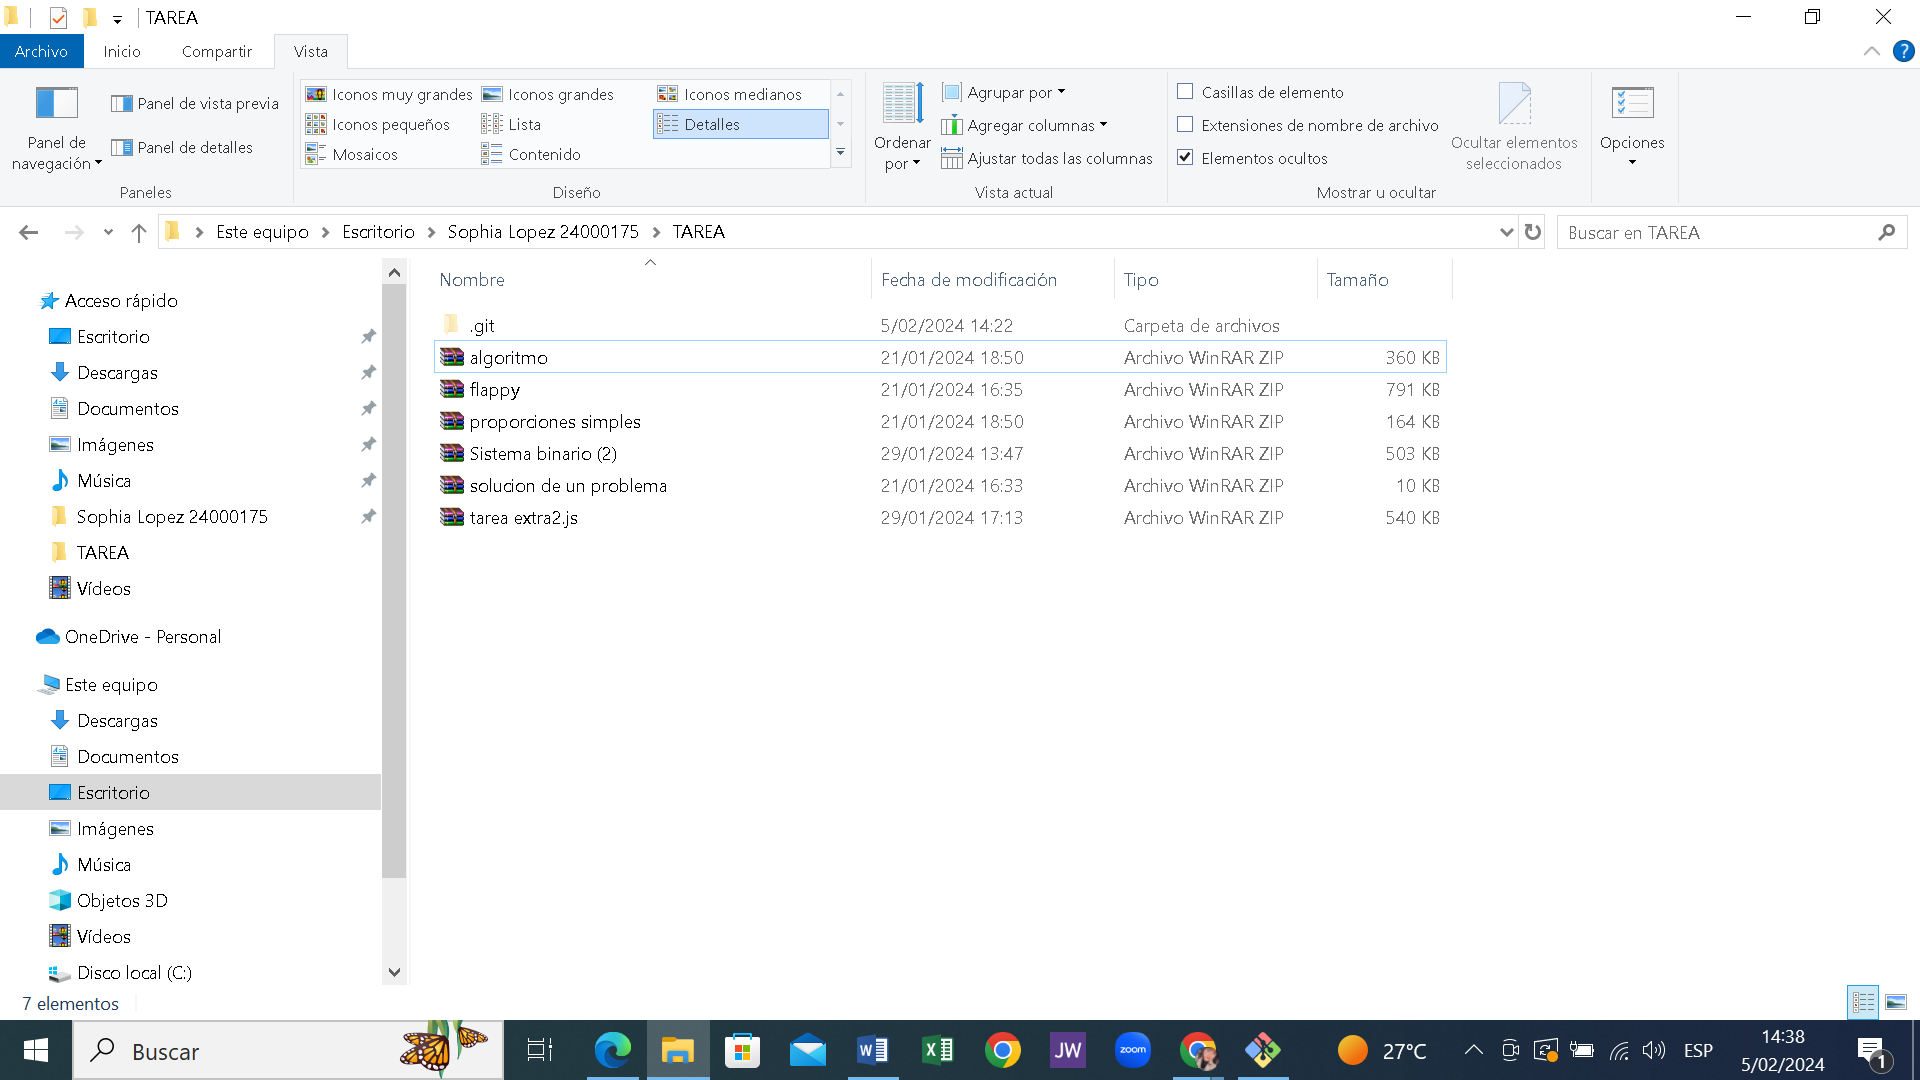 TAREA
Archivo Inicio Compartir Vista
Panel de navegación
Panel de vista previa
Panel de detalles
Paneles
Iconos muy grandes Iconos grandes Iconos medianos
Iconos pequeños Lista Detalles
Mosaicos Contenido
Diseño
Ordenar por
Agrupar por
Agregar columnas
Ajustar todas las columnas
Vista actual
Casillas de elemento
Extensiones de nombre de archivo
Elementos ocultos
Ocultar elementos seleccionados
Mostrar u ocultar
Opciones
Este equipo Escritorio Sophia Lopez 24000175 TAREA
Buscar en TAREA
Acceso rápido
Escritorio
Descargas
Documentos
Imágenes
Música
Sophia Lopez 24000175
TAREA
Vídeos
OneDrive - Personal
Este equipo
Descargas
Documentos
Escritorio
Imágenes
Música
Objetos 3D
Vídeos
Disco local (C:)
Nombre Fecha de modificación Tipo Tamaño
.git 5/02/2024 14:22 Carpeta de archivos
algoritmo 21/01/2024 18:50 Archivo WinRAR ZIP 360 KB
flappy 21/01/2024 16:35 Archivo WinRAR ZIP 791 KB
proporciones simples 21/01/2024 18:50 Archivo WinRAR ZIP 164 KB
Sistema binario (2) 29/01/2024 13:47 Archivo WinRAR ZIP 503 KB
solucion de un problema 21/01/2024 16:33 Archivo WinRAR ZIP 10 KB
tarea extra2.js 29/01/2024 17:13 Archivo WinRAR ZIP 540 KB
7 elementos
Buscar
JW
zoom
27°C
ESP
14:38
5/02/2024
1